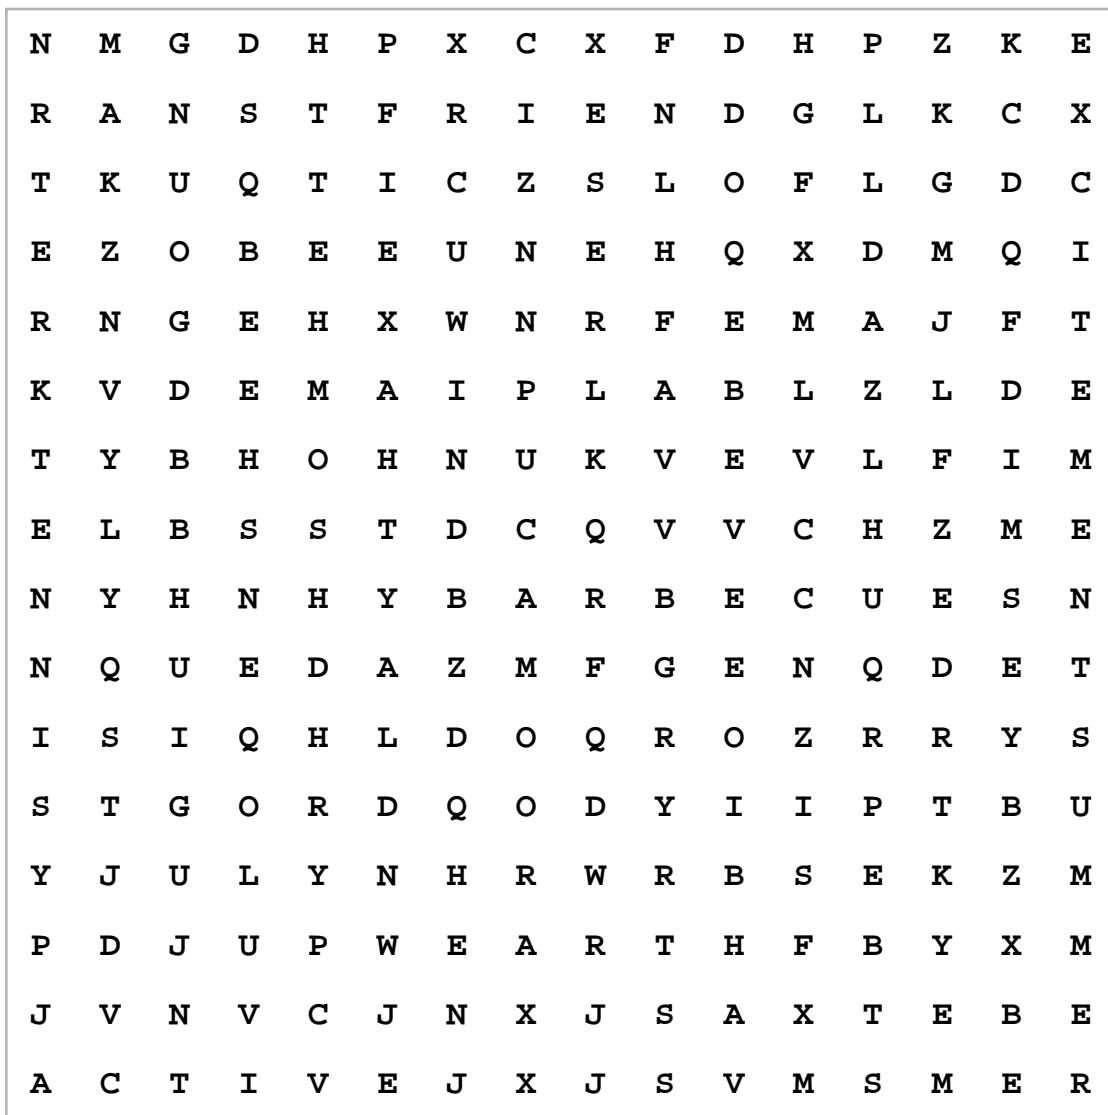 N M G D H P X C X F D H P Z K E
R A N S T F R I E N D G L K C X
T K U Q T I C Z S L O F L G D C
E Z O B E E U N E H Q X D M Q I
R N G E H X W N R F E M A J F T
K V D E M A I P L A B L Z L D E
T Y B H O H N U K V E V L F I M
E L B S S T D C Q V V C H Z M E
N Y H N H Y B A R B E C U E S N
N Q U E D A Z M F G E N Q D E T
I S I Q H L D O Q R O Z R R Y S
S T G O R D Q O D Y I I P T B U
Y J U L Y N H R W R B S E K Z M
P D J U P W E A R T H F B Y X M
J V N V C J N X J S A X T E B E
A C T I V E J X J S V M S M E R